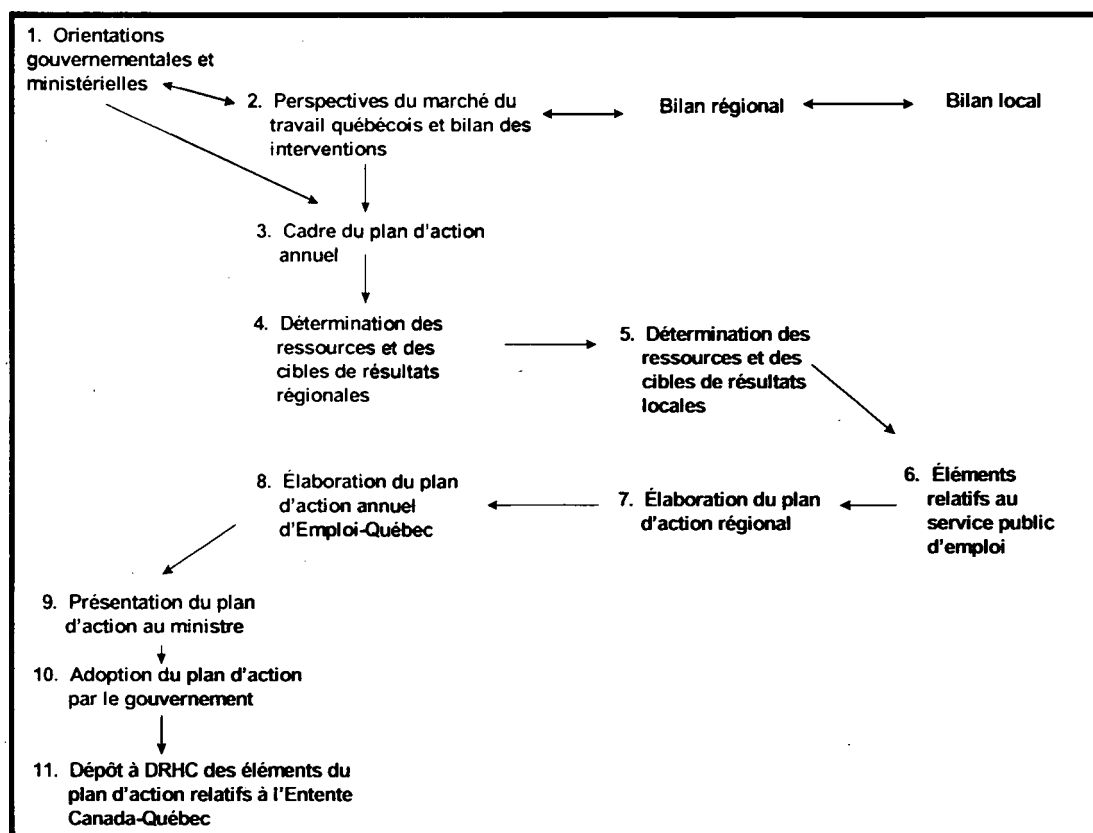 1. Orientations
gouvernementales et
ministérielles
2. Perspectives du marché du
travail québécois et bilan des
interventions
Bilan régional
Bilan local
3. Cadre du plan d'action
annuel
4. Détermination des
ressources et des
cibles de résultats
régionales
5. Détermination des
ressources et des
cibles de résultats
locales
6. Éléments
relatifs au
service public
d'emploi
7. Élaboration du plan
d'action régional
8. Élaboration du plan
d'action annuel
d'Emploi-Québec
9. Présentation du plan
d'action au ministre
10. Adoption du plan d'action
par le gouvernement
11. Dépôt à DRHC des éléments du
plan d'action relatifs à l'Entente
Canada-Québec